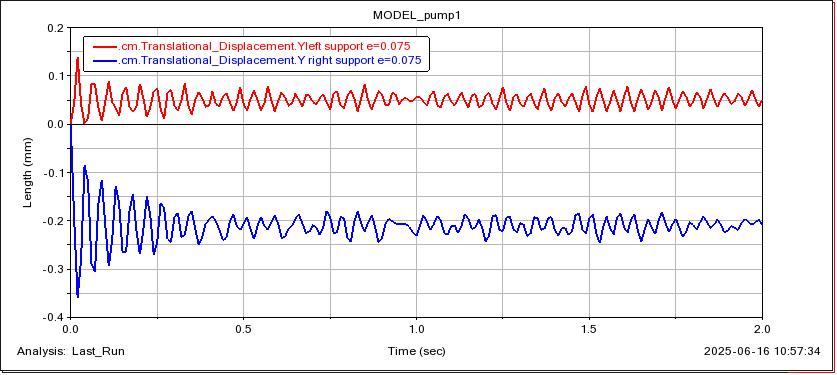 MODEL_pump1
.cm.Translational_Displacement.Yleft support e=0.075
.cm.Translational_Displacement.Y right support e=0.075
Length (mm)
0.2
0.1
0.0
-0.1
-0.2
-0.3
-0.4
0.0 0.5 1.0 1.5 2.0
Analysis: Last_Run Time (sec) 2025-06-16 10:57:34